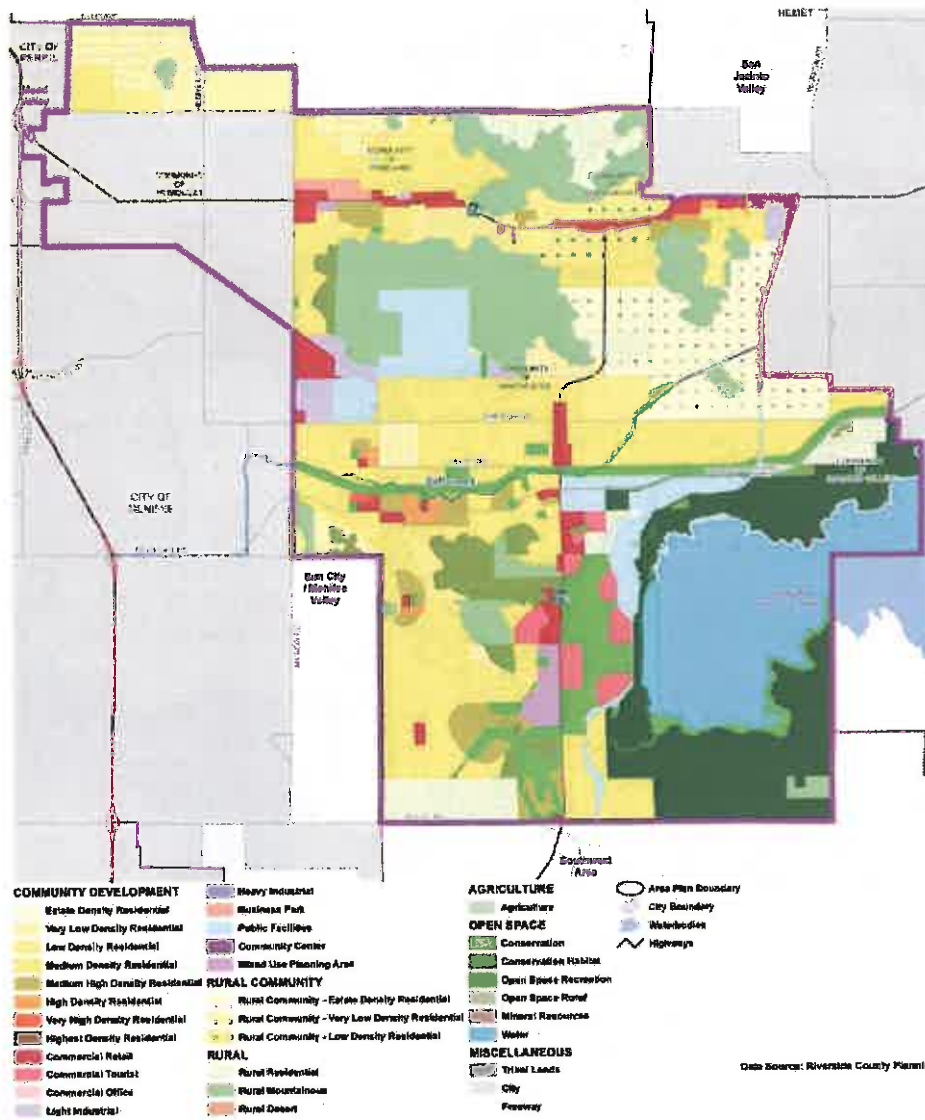 HEMET
CITY OF
PERRIS
Mead
Valley
San
Jacinto
Valley
COMMUNITY
OF
HOMELAND
CITY OF
MENIFEE
Sun City
/ Menifee
Valley
Southwest
Area
COMMUNITY DEVELOPMENT
Estate Density Residential
Very Low Density Residential
Low Density Residential
Medium Density Residential
Medium High Density Residential
High Density Residential
Very High Density Residential
Highest Density Residential
Commercial Retail
Commercial Tourist
Commercial Office
Light Industrial
Heavy Industrial
Business Park
Public Facilities
Community Center
Mixed Use Planning Area
RURAL COMMUNITY
Rural Community - Estate Density Residential
Rural Community - Very Low Density Residential
Rural Community - Low Density Residential
RURAL
Rural Residential
Rural Mountainous
Rural Desert
AGRICULTURE
Agriculture
OPEN SPACE
Conservation
Conservation Habitat
Open Space Recreation
Open Space Rural
Mineral Resources
Water
MISCELLANEOUS
Tribal Lands
City
Freeway
Area Plan Boundary
City Boundary
Waterbodies
Highways
Data Source: Riverside County Planni